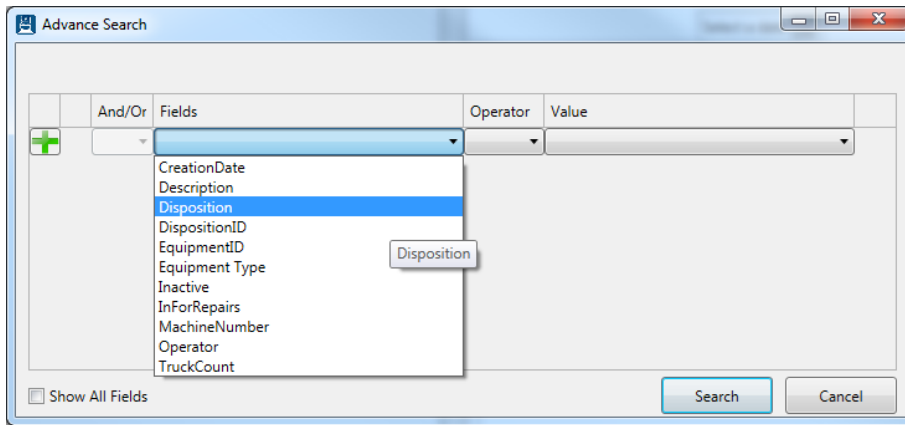 Advance Search
And/Or Fields Operator Value
CreationDate
Description
Disposition
DispositionID
EquipmentID
Disposition
Equipment Type
Inactive
InForRepairs
MachineNumber
Operator
TruckCount
Show All Fields Search Cancel